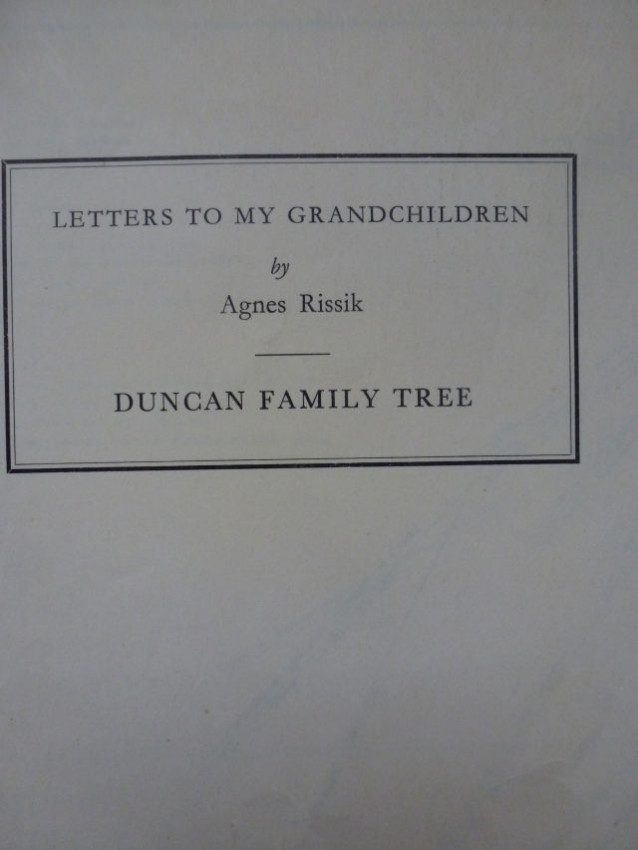 LETTERS TO MY GRANDCHILDREN
by
Agnes Rissik
DUNCAN FAMILY TREE